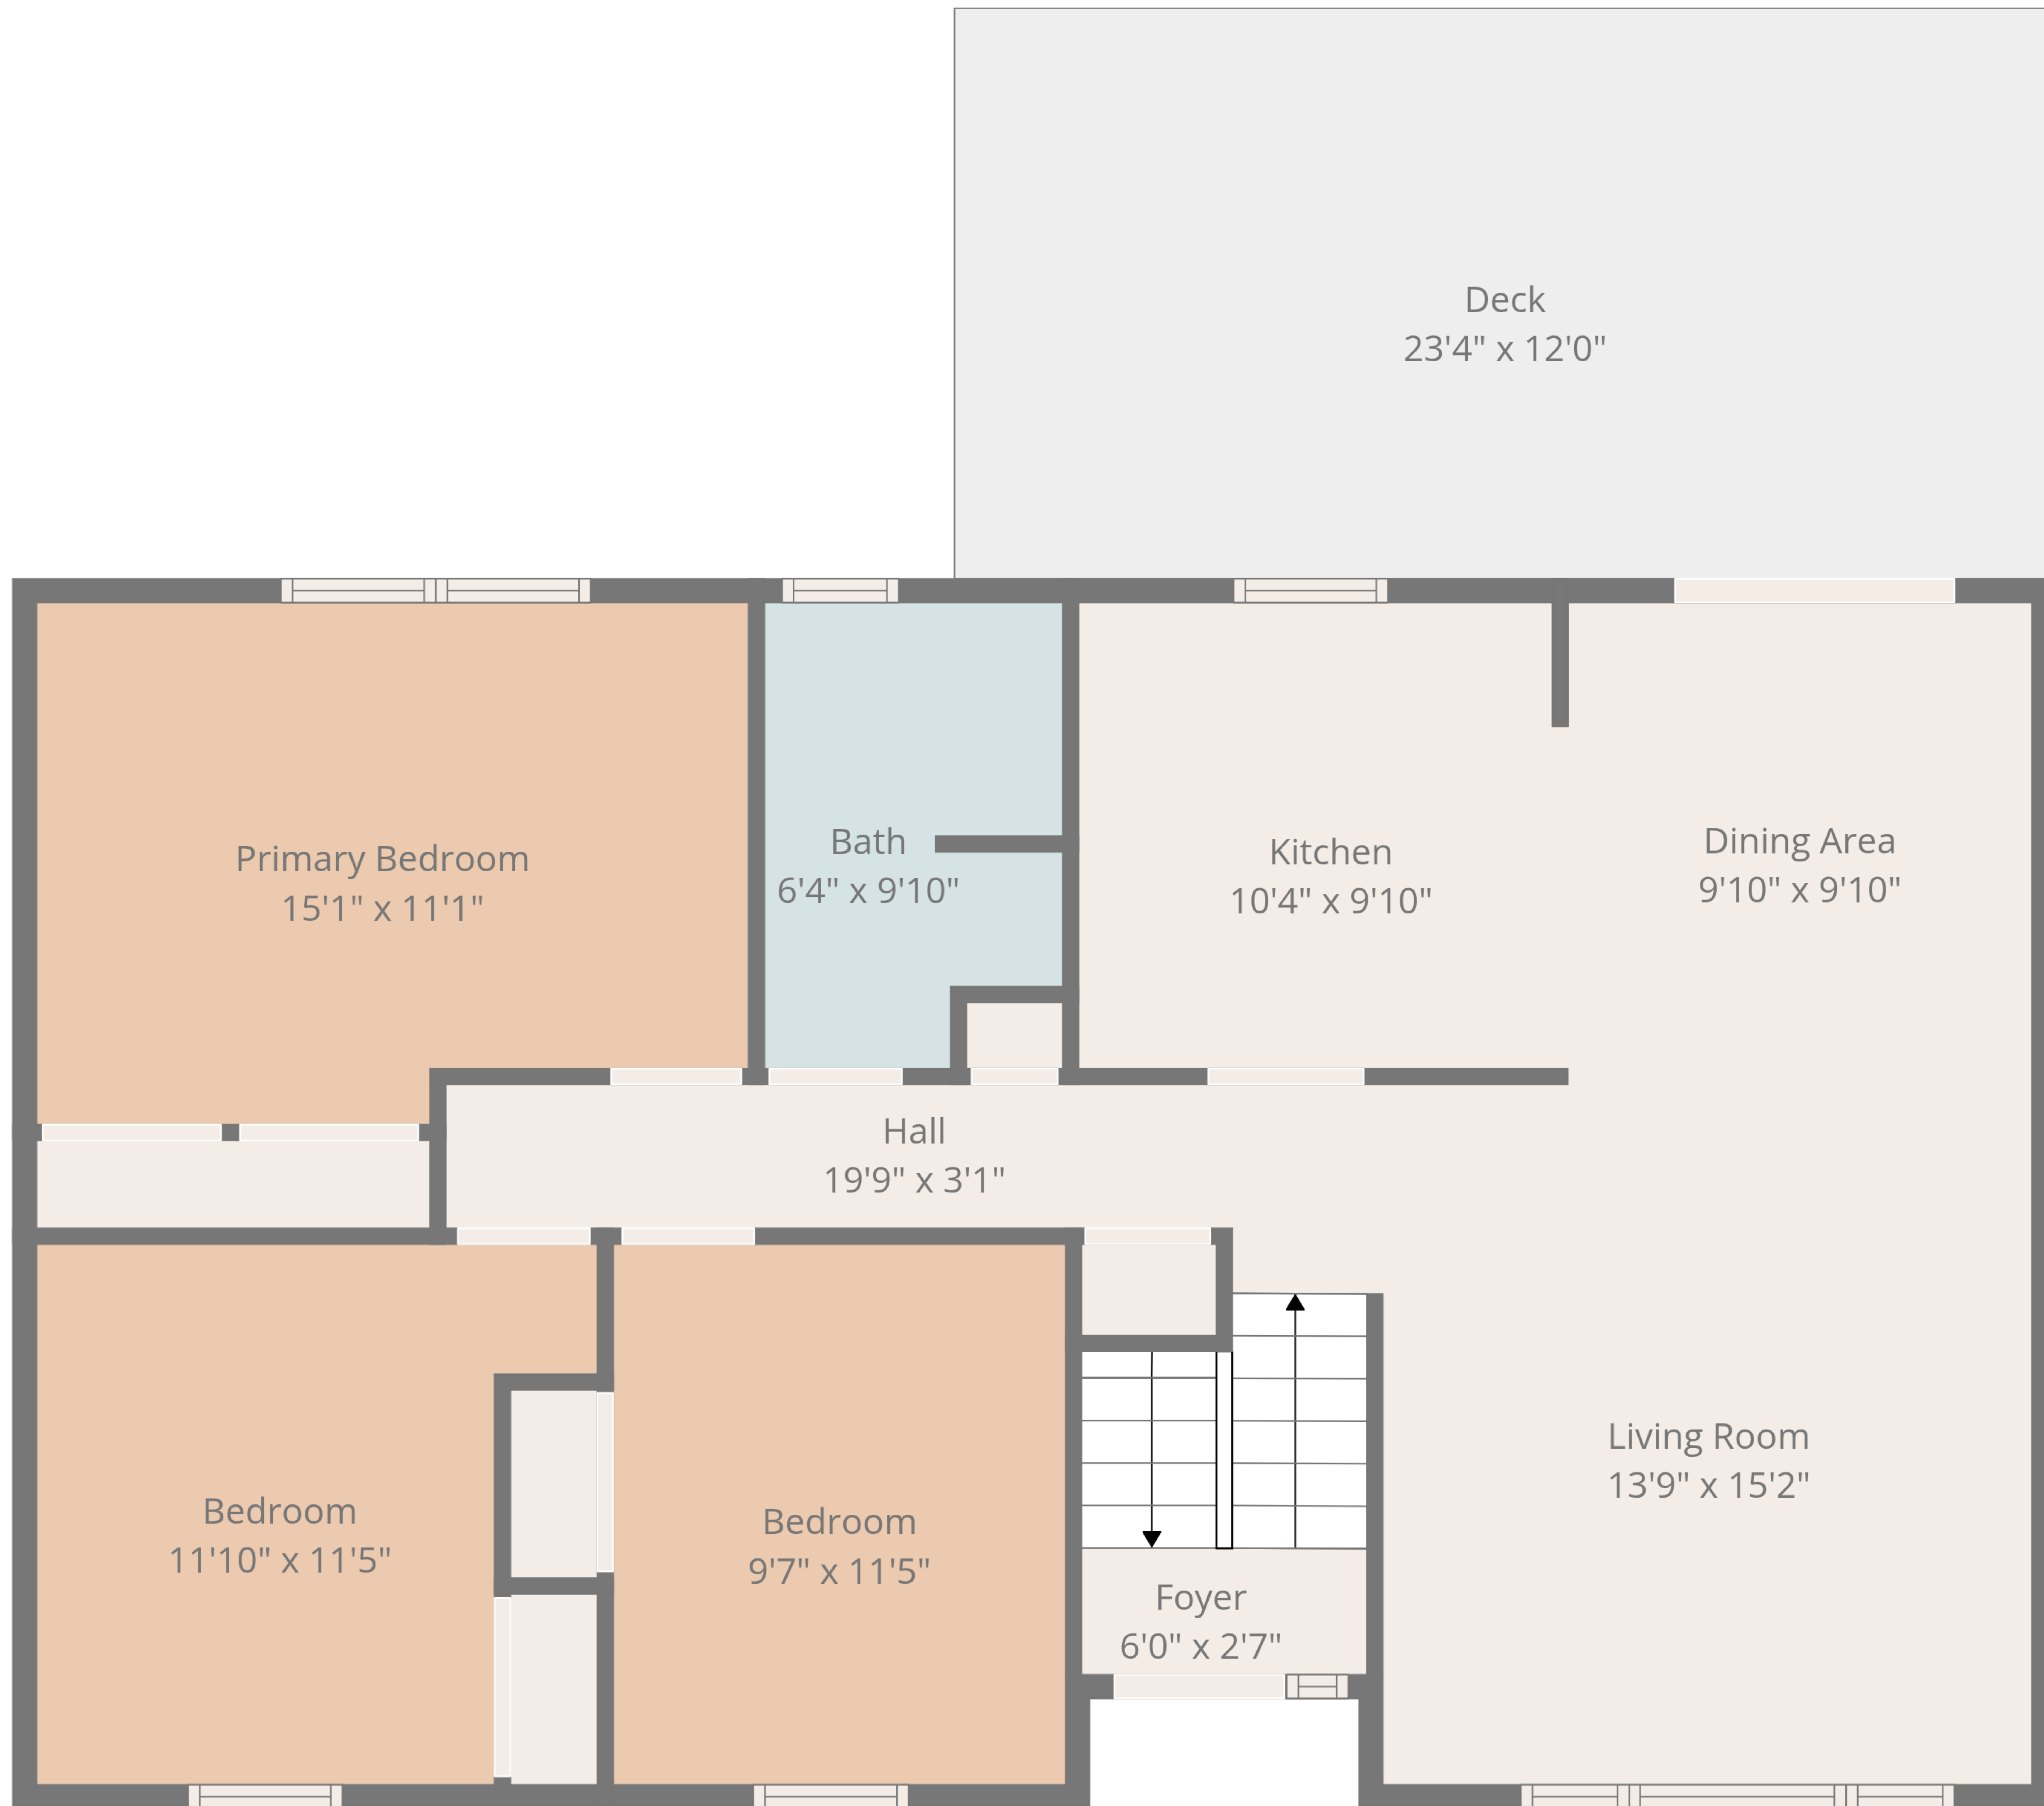 Deck
23'4" x 12'0"
Primary Bedroom
15'1" x 11'1"
Bath
6'4" x 9'10"
Kitchen
10'4" x 9'10"
Dining Area
9'10" x 9'10"
Hall
19'9" x 3'1"
Bedroom
11'10" x 11'5"
Bedroom
9'7" x 11'5"
Foyer
6'0" x 2'7"
Living Room
13'9" x 15'2"